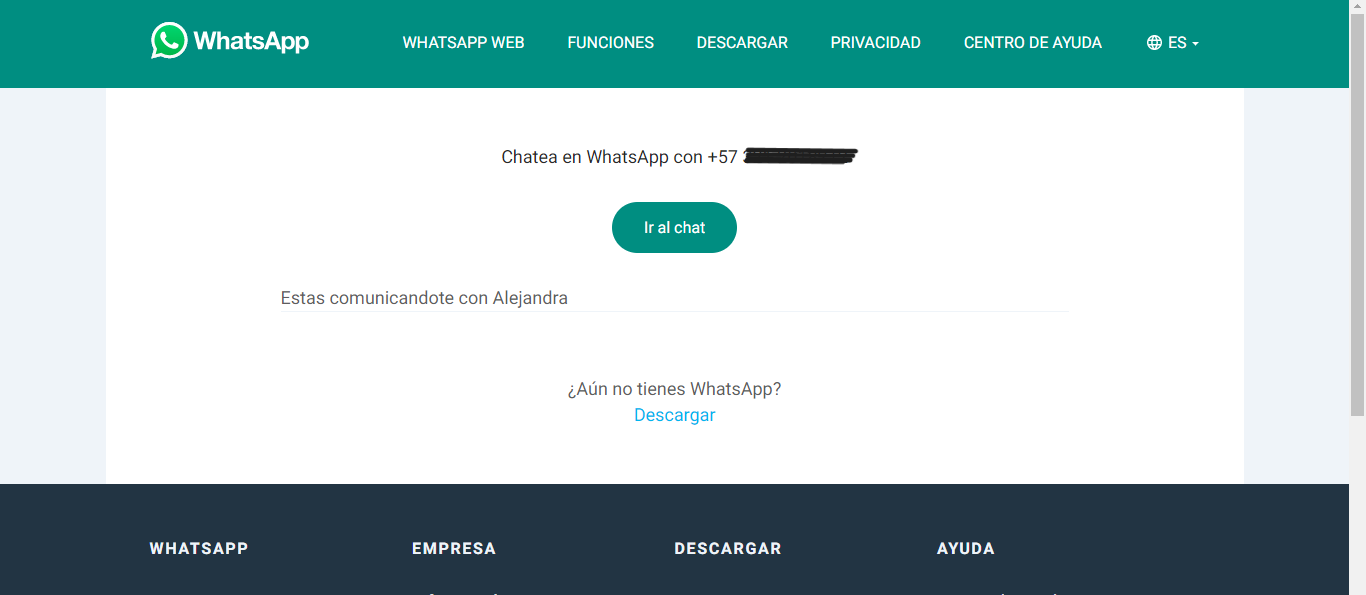 WhatsApp
WHATSAPP WEB FUNCIONES DESCARGAR PRIVACIDAD CENTRO DE AYUDA ES
Chatea en WhatsApp con +57
Ir al chat
Estas comunicandote con Alejandra
¿Aún no tienes WhatsApp?
Descargar
WHATSAPP EMPRESA DESCARGAR AYUDA